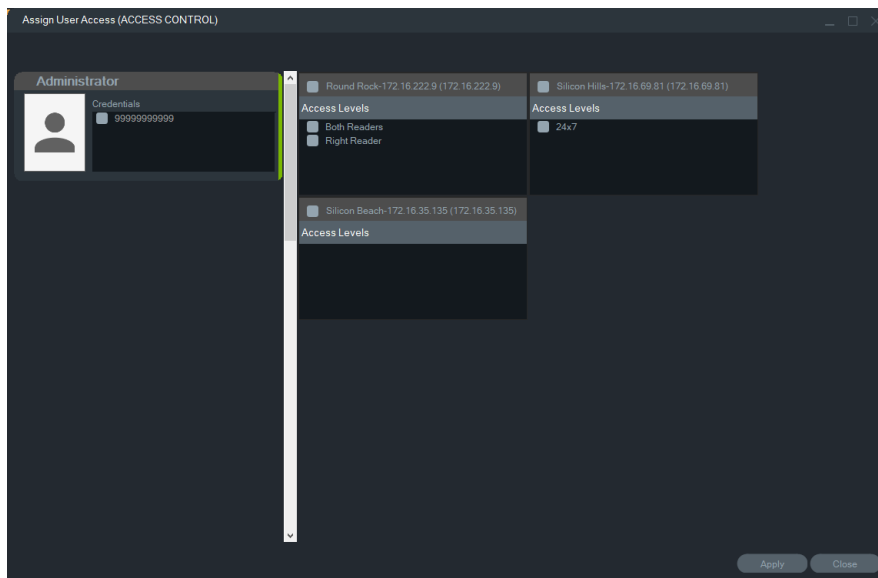 Assign User Access (ACCESS CONTROL)
Administrator
Credentials
99999999999
Round Rock-172.16.222.9 (172.16.222.9)
Access Levels
Both Readers
Right Reader
Silicon Hills-172.16.69.81 (172.16.69.81)
Access Levels
24x7
Silicon Beach-172.16.35.135 (172.16.35.135)
Access Levels
Apply
Close